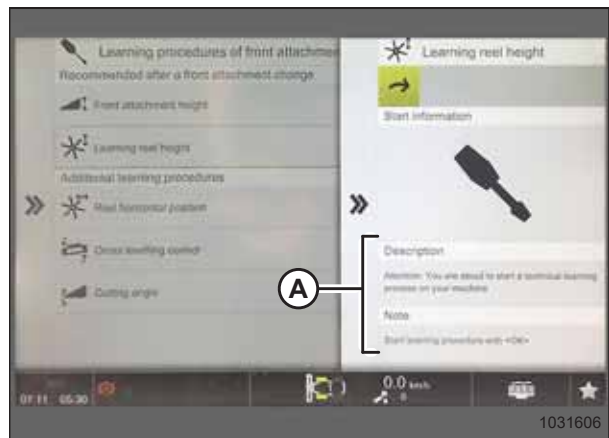 Learning procedures of front attachmen
Recommended after a front attachment change
Front attachment height
Learning reel height
Additional learning procedures
Reel horizontal position
Cross levelling control
Cutting angle
Learning reel height
Start information
Description
Attention: You are about to start a technical learning
process on your machine
Note
Start learning procedure with <OK>
A
07:11 05:30
0.0 km/h
0
1031606